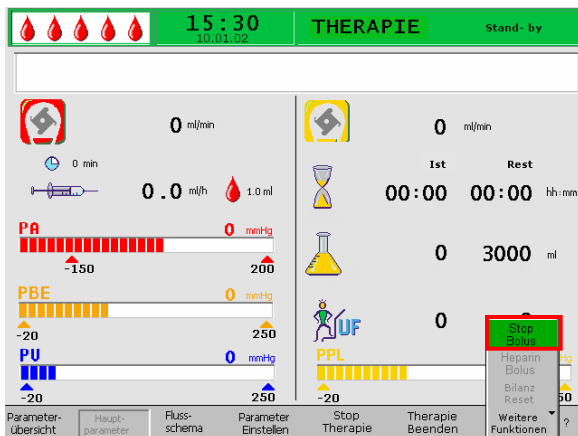 15:30
10.01.02
THERAPIE
Stand- by
0 ml/min
0 min
0.0 ml/h
1.0 ml
PA
0 mmHg
-150
200
PBE
0 mmHg
-20
250
PV
0 mmHg
-20
250
0 ml/min
Ist
Rest
00:00
00:00
hh:mm
0
3000
ml
UF
0
PPL
-20
50
Stop
Bolus
Heparin
Bolus
Bilanz
Reset
Parameter-
übersicht
Haupt-
parameter
Fluss-
schema
Parameter
Einstellen
Stop
Therapie
Therapie
Beenden
Weitere
Funktionen
?